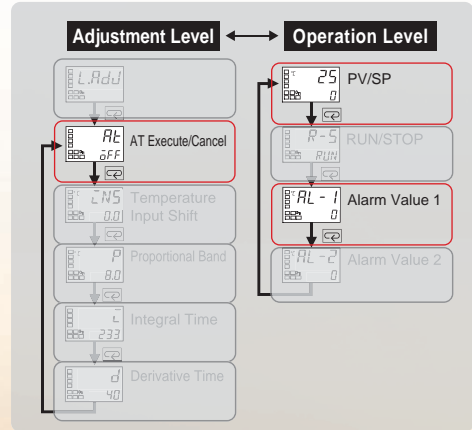 Adjustment Level
Operation Level
L.AdJ
At
oFF
AT Execute/Cancel
INS
0.0
Temperature
Input Shift
P
8.0
Proportional Band
233
Integral Time
d
40
Derivative Time
25
0
PV/SP
R-S
RUN
RUN/STOP
AL-1
0
Alarm Value 1
AL-2
0
Alarm Value 2